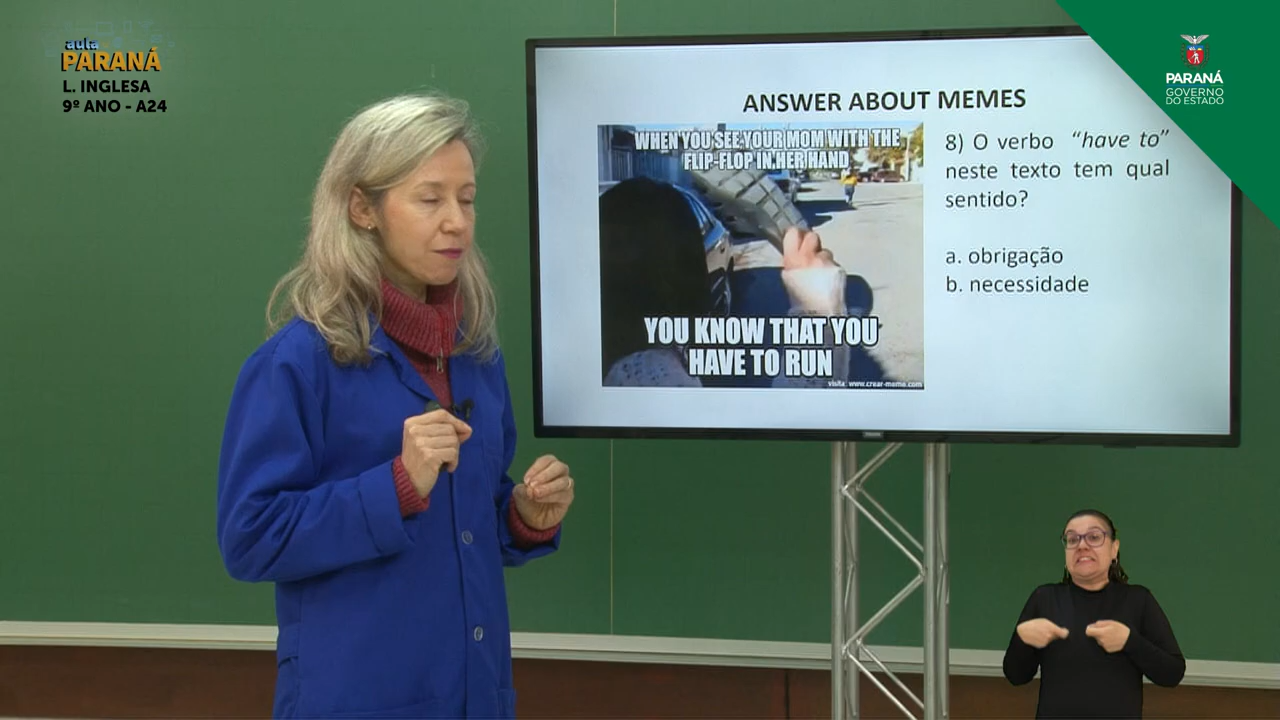 aula
PARANÁ
L. INGLESA
9º ANO - A24
PARANÁ
GOVERNO
DO ESTADO
ANSWER ABOUT MEMES
WHEN YOU SEE YOUR MOM WITH THE
FLIP-FLOP IN HER HAND
YOU KNOW THAT YOU
HAVE TO RUN
visita www.crear-meme.com
8) O verbo "have to"
neste texto tem qual
sentido?
a. obrigação
b. necessidade